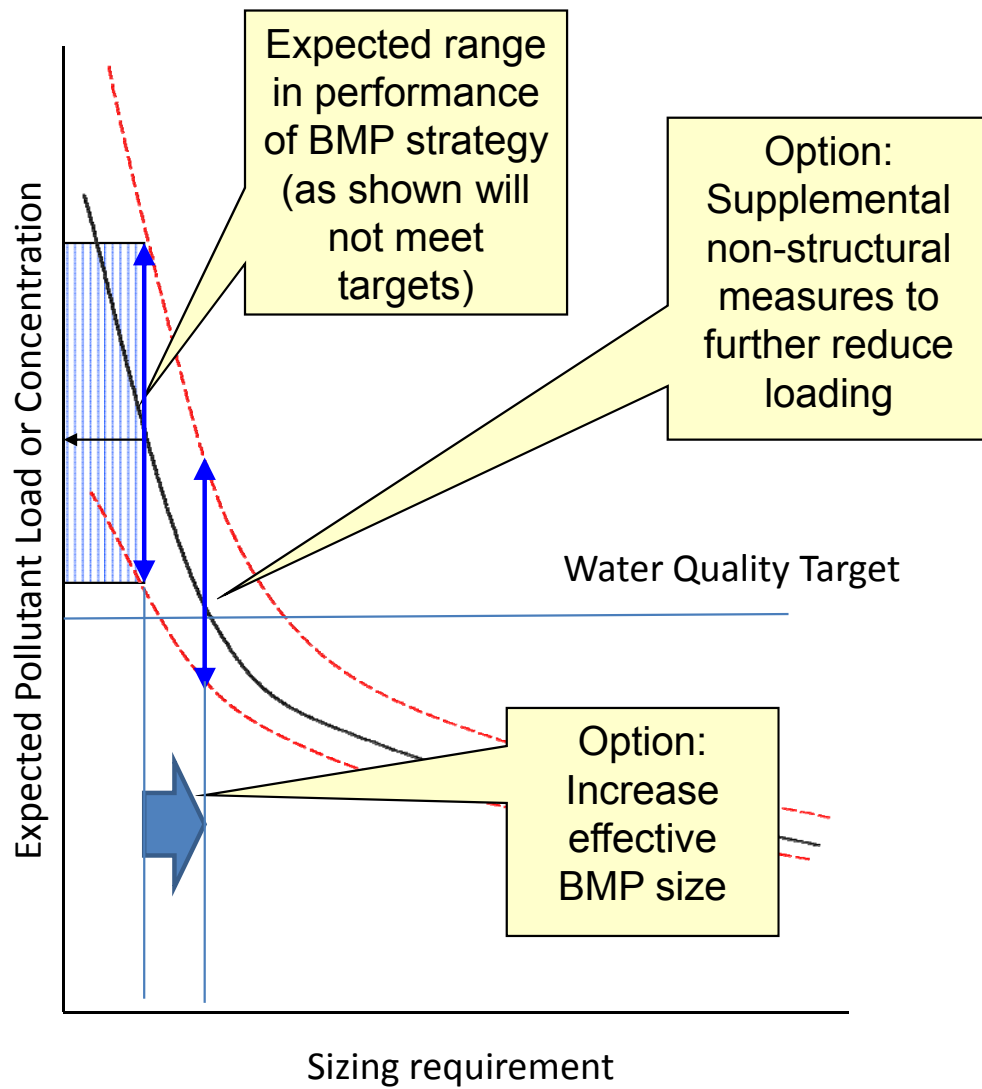 Expected range
in performance
of BMP strategy
(as shown will
not meet
targets)
Option:
Supplemental
non-structural
measures to
further reduce
loading
Expected Pollutant Load or Concentration
Water Quality Target
Option:
Increase
effective
BMP size
Sizing requirement